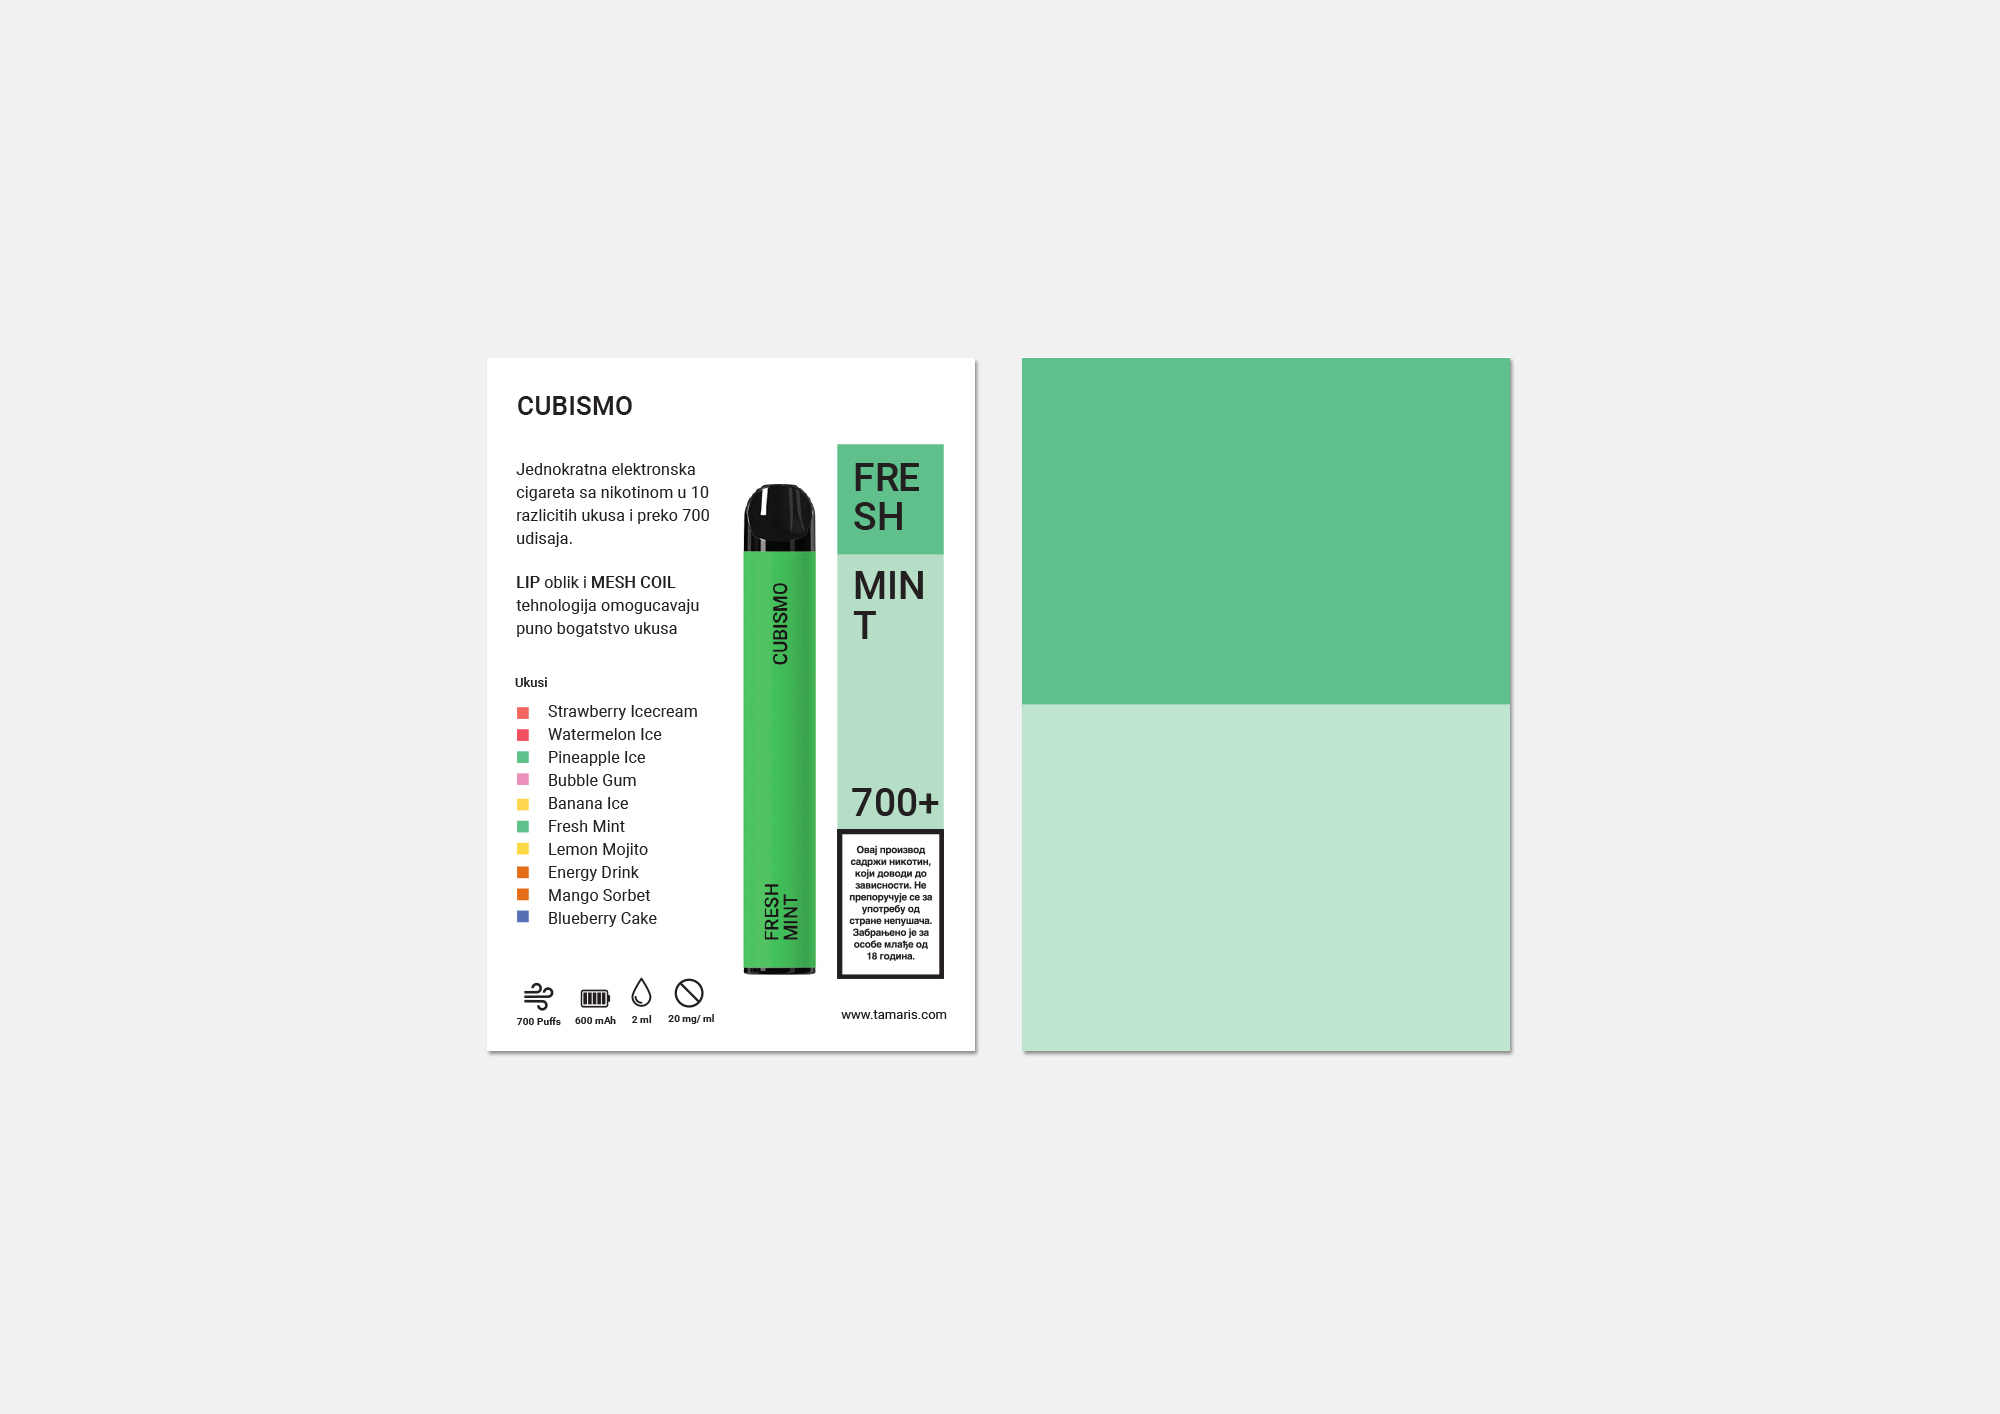 CUBISMO
Jednokratna elektronska
cigareta sa nikotinom u 10
razlicitih ukusa i preko 700
udisaja.
LIP oblik i MESH COIL
tehnologija omogucavaju
puno bogatstvo ukusa
Ukusi
Strawberry Icecream
Watermelon Ice
Pineapple Ice
Bubble Gum
Banana Ice
Fresh Mint
Lemon Mojito
Energy Drink
Mango Sorbet
Blueberry Cake
700 Puffs
600 mAh
2 ml
20 mg/ ml
CUBISMO
FRESH
MINT
FRE
SH
MIN
T
700+
Овај производ
садржи никотин,
који доводи до
зависности. Не
препоручује се за
употребу од
стране непушача.
Забрањено је за
особе млађе од
18 година.
www.tamaris.com